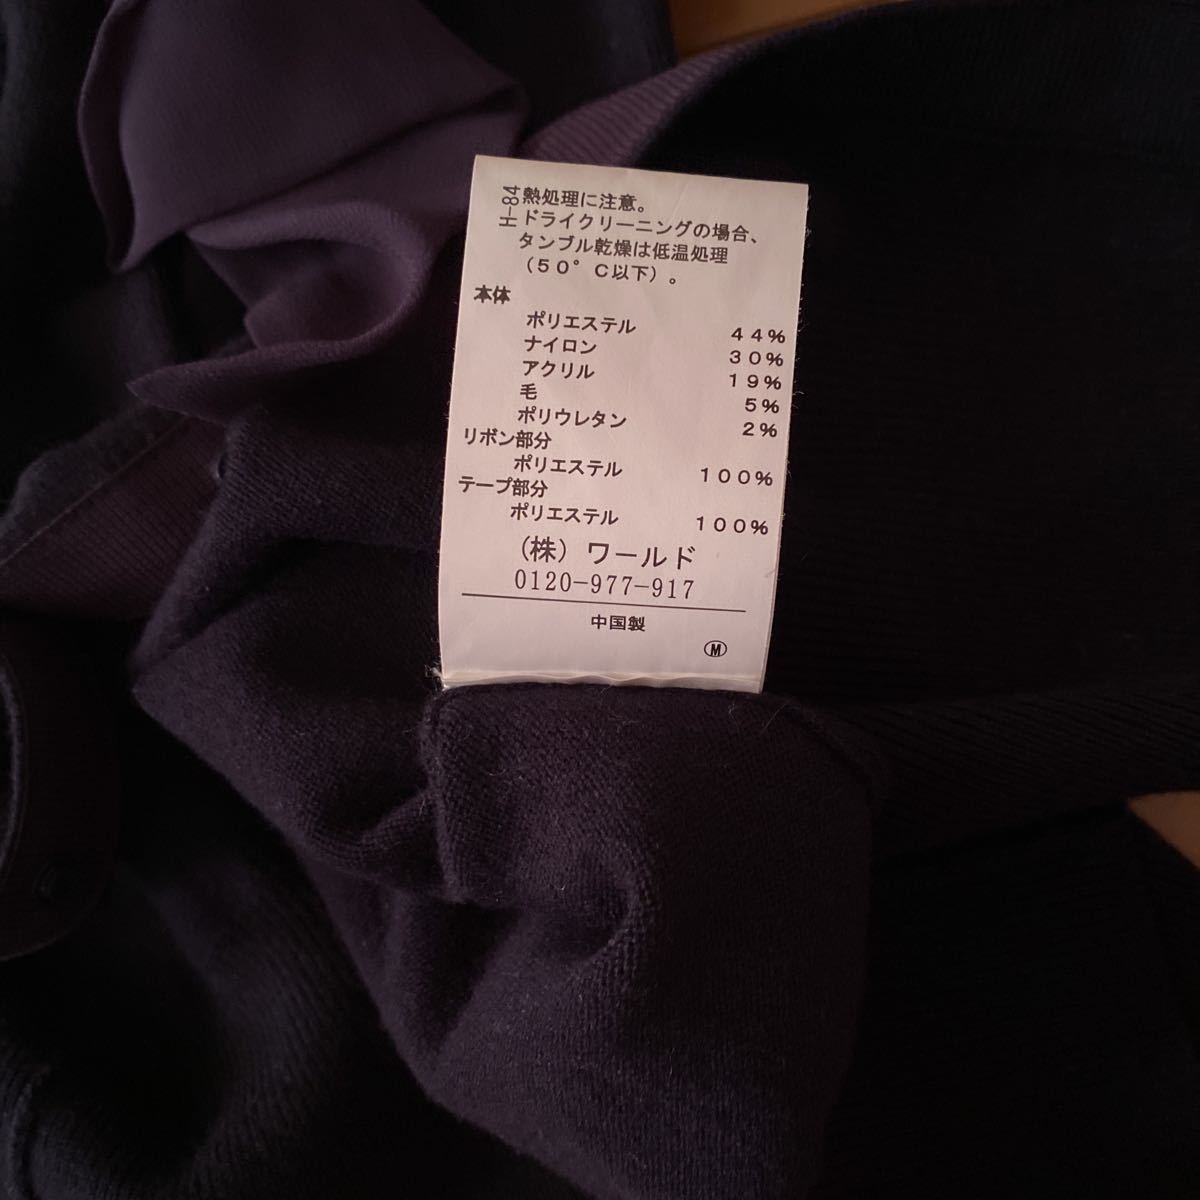 H-84
熱処理に注意。
ドライクリーニングの場合、
タンブル乾燥は低温処理
(50°C以下)。
本体
ポリエステル 44%
ナイロン 30%
アクリル 19%
毛 5%
ポリウレタン 2%
リボン部分
ポリエステル 100%
テープ部分
ポリエステル 100%
(株) ワールド
0120-977-917
中国製
Ⓜ